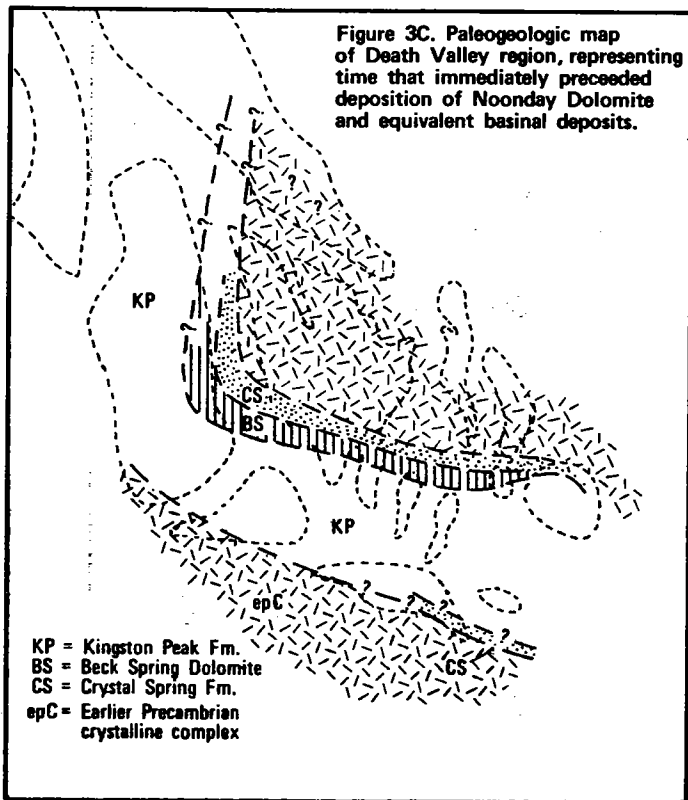 Figure 3C. Paleogeologic map
of Death Valley region, representing
time that immediately preceeded
deposition of Noonday Dolomite
and equivalent basinal deposits.
?
?
?
?
?
?
KP
?
CS
BS
KP
?
?
epC
?
?
?
?
CS
KP = Kingston Peak Fm.
BS = Beck Spring Dolomite
CS = Crystal Spring Fm.
epC = Earlier Precambrian
crystalline complex